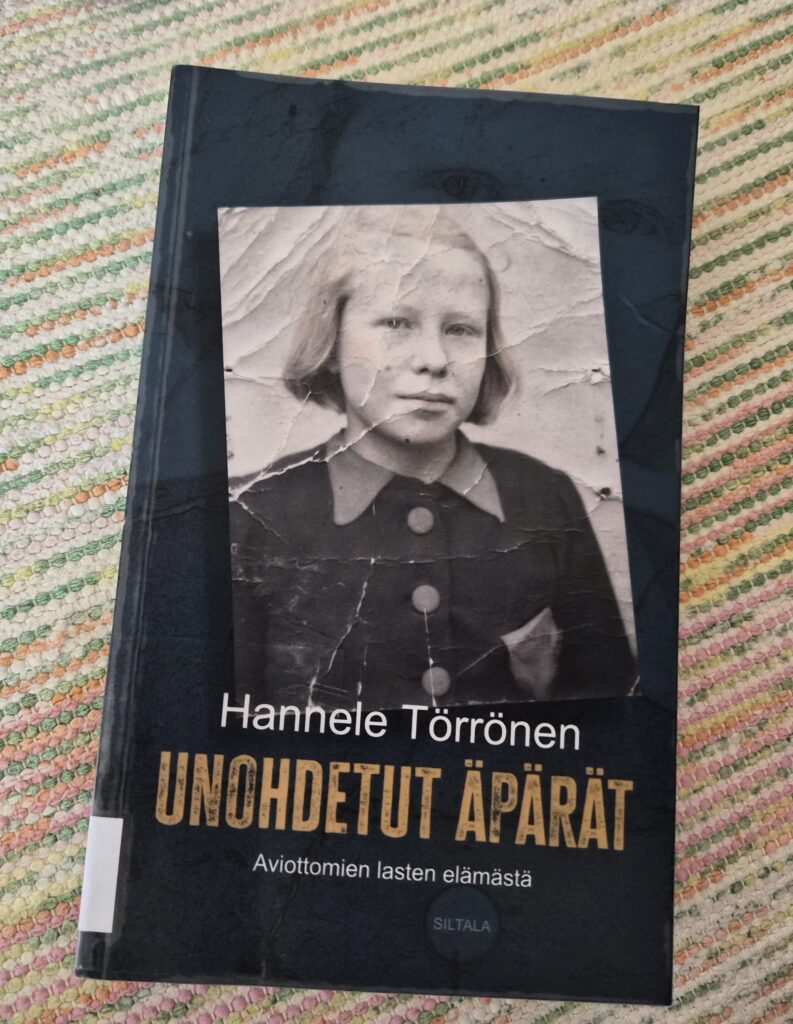 Hannele Törrönen
UNOHDETUT ÄPÄRÄT
Aviottomien lasten elämästä
SILTALA